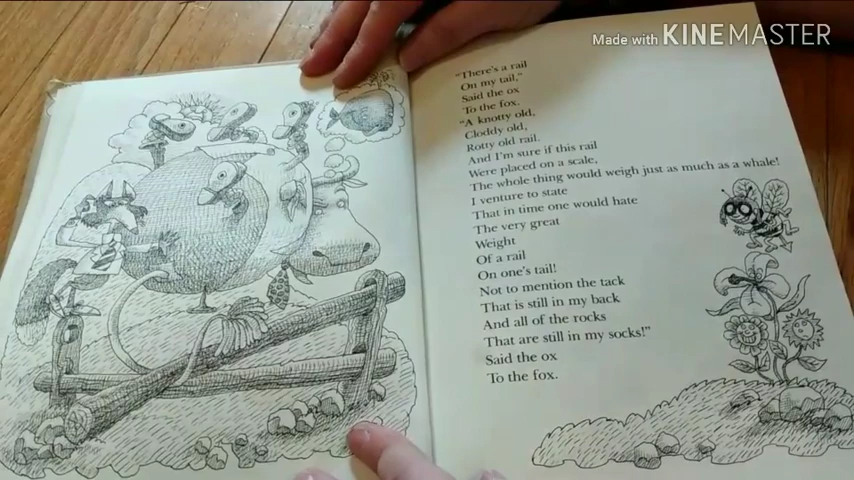 Made with KINEMASTER
"There's a rail
On my tail,"
Said the ox
To the fox.
"A knotty old,
Cloddy old,
Rotty old rail.
And I'm sure if this rail
Were placed on a scale,
The whole thing would weigh just as much as a whale!
I venture to state
That in time one would hate
The very great
Weight
Of a rail
On one's tail!
Not to mention the tack
That is still in my back
And all of the rocks
That are still in my socks!"
Said the ox
To the fox.